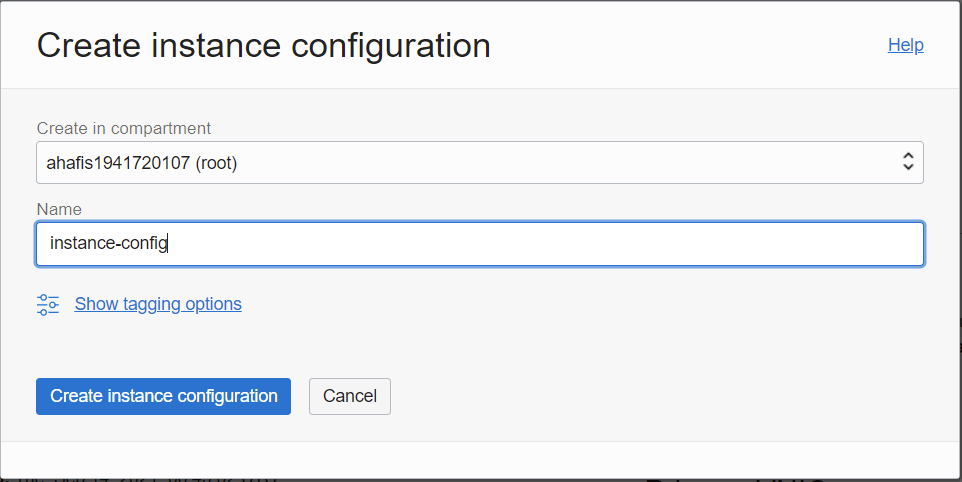 Create instance configuration
Help
Create in compartment
ahafis1941720107 (root)
Name
instance-config
Show tagging options
Create instance configuration
Cancel